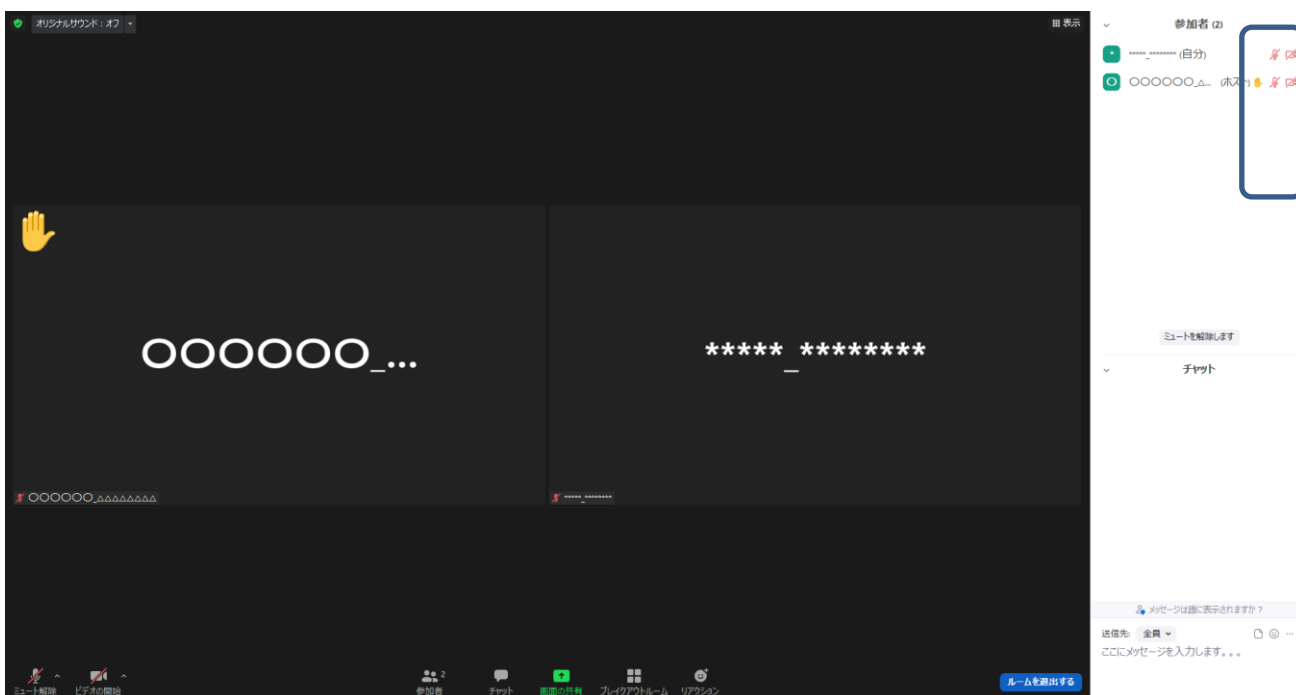 オリジナルサウンド：オフ
表示
参加者 (2)
*****_******** (自分)
〇〇〇〇〇〇_△... (ホスト)
〇〇〇〇〇〇_...
*****_********
〇〇〇〇〇〇_△△△△△△△△
*****_********
ミュートを解除します
チャット
メッセージは誰に表示されますか？
送信先: 全員
ここにメッセージを入力します。。。
ミュート解除
ビデオの開始
2
参加者
チャット
画面の共有
ブレイクアウトルーム
リアクション
ルームを退出する